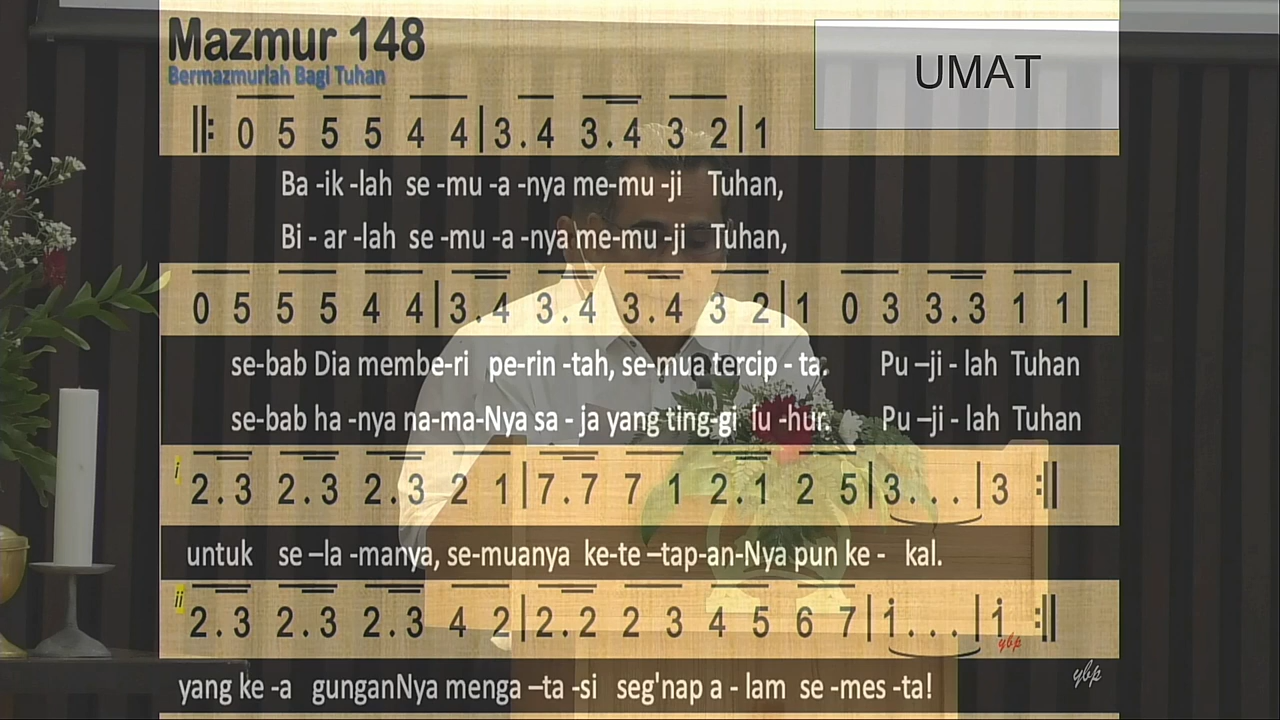 Mazmur 148
UMAT
Bermazmurlah Bagi Tuhan
‖: 0 5 5 5 4 4 | 3 . 4 3 . 4 3 2 | 1
Ba -ik -lah se -mu -a -nya me-mu -ji Tuhan,
Bi - ar -lah se -mu -a -nya me-mu -ji Tuhan,
0 5 5 5 4 4 | 3 . 4 3 . 4 3 . 4 3 2 | 1 0 3 3 . 3 1 1 |
se-bab Dia membe-ri pe-rin -tah, se-mua tercip - ta. Pu –ji - lah Tuhan
se-bab ha -nya na-ma-Nya sa - ja yang ting-gi lu -hur. Pu –ji - lah Tuhan
i
2 . 3 2 . 3 2 . 3 2 1 | 7 . 7 7 1 2 . 1 2 5 | 3 . . . | 3 :‖
untuk se –la -manya, se-muanya ke-te –tap-an-Nya pun ke - kal.
ii
2 . 3 2 . 3 2 . 3 4 2 | 2 . 2 2 3 4 5 6 7 | i . . . | i :‖
ybp
yang ke -a gunganNya menga –ta -si seg'nap a - lam se -mes -ta!
ybp